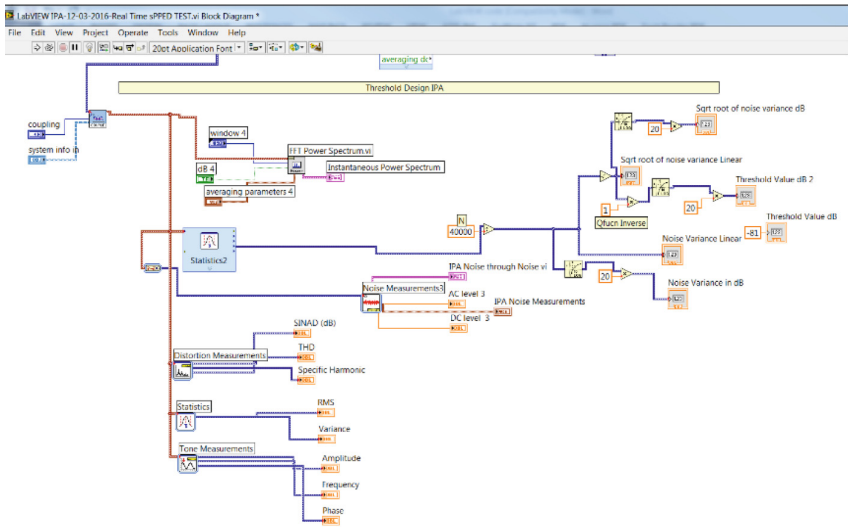 LabVIEW IPA-12-03-2016-Real Time sPPED TEST.vi Block Diagram *
File Edit View Project Operate Tools Window Help
20pt Application Font
averaging dc
Threshold Design IPA
coupling
system info in
window 4
FFT Power Spectrum.vi
dB 4
Instantaneous Power Spectrum
averaging parameters 4
Sqrt root of noise variance dB
20
Sqrt root of noise variance Linear
Threshold Value dB 2
1
20
Qfucn Inverse
Threshold Value dB
-81
N
40000
Statistics2
Noise Variance Linear
IPA Noise through Noise vi
20
Noise Variance in dB
Noise Measurements3
AC level 3
IPA Noise Measurements
DC level 3
SINAD (dB)
THD
Distortion Measurements
Specific Harmonic
Statistics
RMS
Variance
Tone Measurements
Amplitude
Frequency
Phase